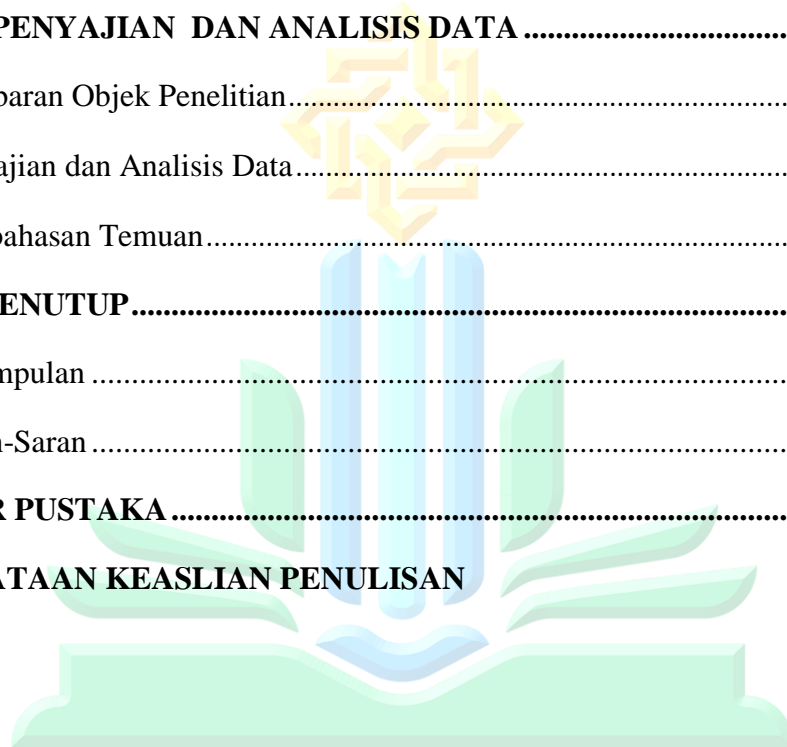 PENYAJIAN DAN ANALISIS DATA ................................
baran Objek Penelitian................................................................
ajian dan Analisis Data...............................................................
bahasan Temuan..........................................................................
ENUTUP..................................................................................
mpulan ........................................................................................
n-Saran ........................................................................................
R PUSTAKA .............................................................................
ATAAN KEASLIAN PENULISAN